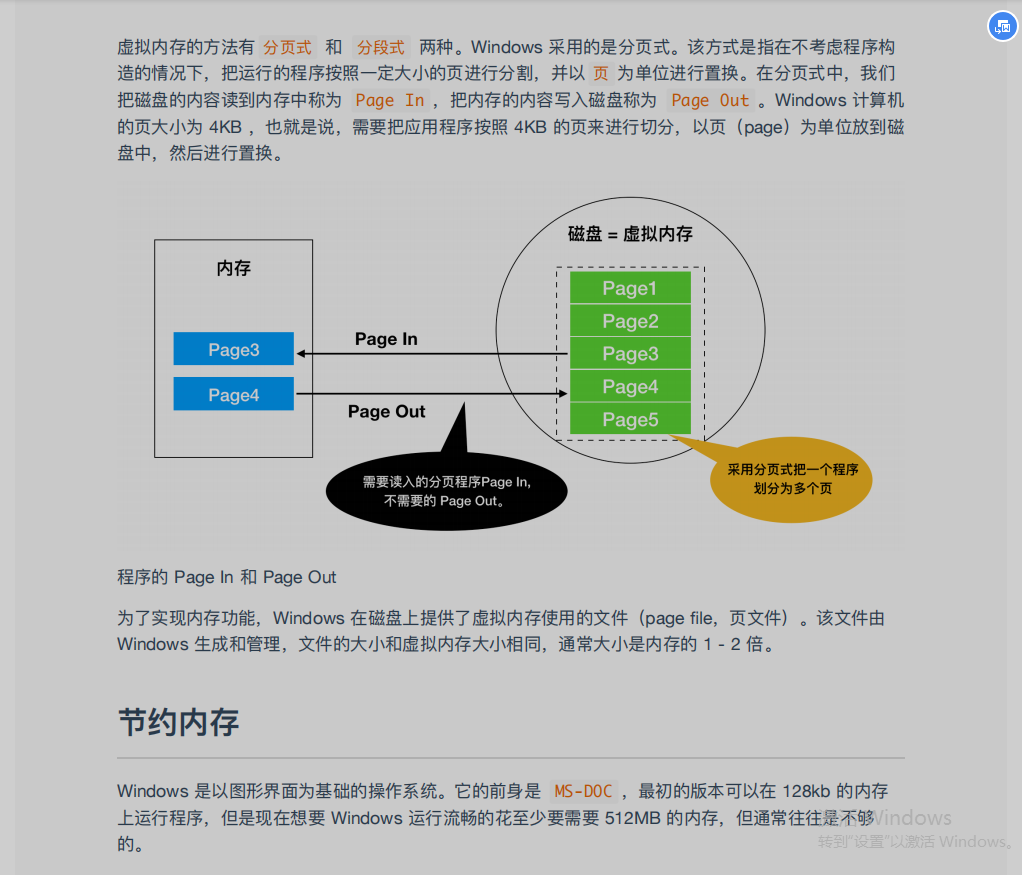 虚拟内存的方法有 分页式 和 分段式 两种。Windows 采用的是分页式。该方式是指在不考虑程序构
造的情况下，把运行的程序按照一定大小的页进行分割，并以 页 为单位进行置换。在分页式中，我们
把磁盘的内容读到内存中称为 Page In ，把内存的内容写入磁盘称为 Page Out 。Windows 计算机
的页大小为 4KB ，也就是说，需要把应用程序按照 4KB 的页来进行切分，以页（page）为单位放到磁
盘中，然后进行置换。
磁盘 = 虚拟内存
内存
Page1
Page2
Page3
Page4
Page5
Page In
Page3
Page4
Page Out
需要读入的分页程序Page In,
不需要的 Page Out。
采用分页式把一个程序
划分为多个页
程序的 Page In 和 Page Out
为了实现内存功能，Windows 在磁盘上提供了虚拟内存使用的文件（page file，页文件）。该文件由
Windows 生成和管理，文件的大小和虚拟内存大小相同，通常大小是内存的 1 - 2 倍。
节约内存
Windows 是以图形界面为基础的操作系统。它的前身是 MS-DOC ，最初的版本可以在 128kb 的内存
上运行程序，但是现在想要 Windows 运行流畅的花至少要需要 512MB 的内存，但通常往往是不够
的。
激活 Windows
转到"设置"以激活 Windows。